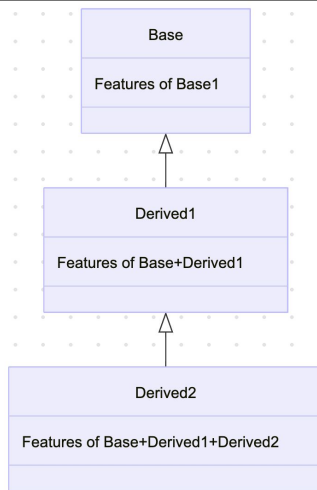 Base
Features of Base1
Derived1
Features of Base+Derived1
Derived2
Features of Base+Derived1+Derived2